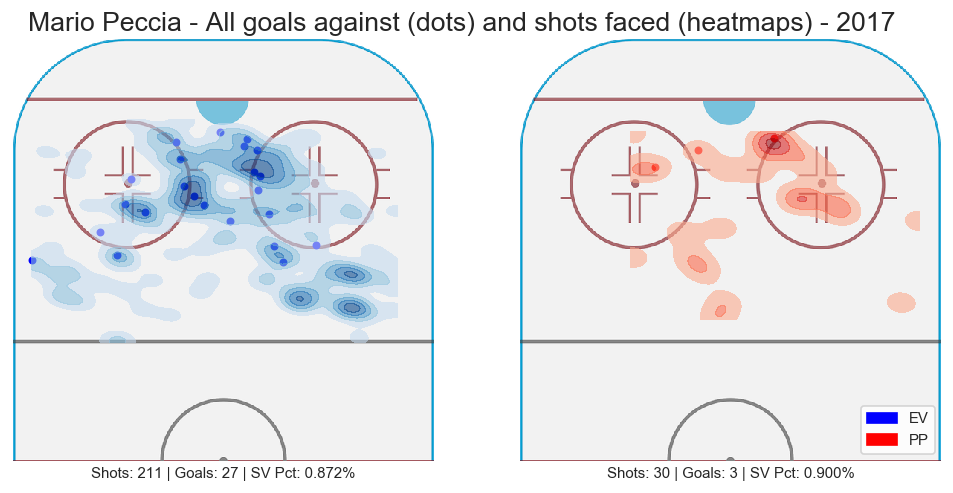 Mario Peccia - All goals against (dots) and shots faced (heatmaps) - 2017
EV
PP
Shots: 211 | Goals: 27 | SV Pct: 0.872%
Shots: 30 | Goals: 3 | SV Pct: 0.900%